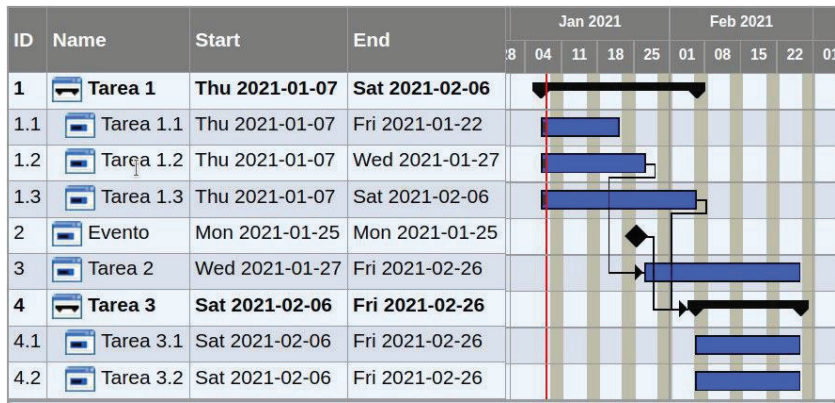 ID Name Start End Jan 2021 Feb 2021
28 04 11 18 25 01 08 15 22 01
1 Tarea 1 Thu 2021-01-07 Sat 2021-02-06
1.1 Tarea 1.1 Thu 2021-01-07 Fri 2021-01-22
1.2 Tarea 1.2 Thu 2021-01-07 Wed 2021-01-27
1.3 Tarea 1.3 Thu 2021-01-07 Sat 2021-02-06
2 Evento Mon 2021-01-25 Mon 2021-01-25
3 Tarea 2 Wed 2021-01-27 Fri 2021-02-26
4 Tarea 3 Sat 2021-02-06 Fri 2021-02-26
4.1 Tarea 3.1 Sat 2021-02-06 Fri 2021-02-26
4.2 Tarea 3.2 Sat 2021-02-06 Fri 2021-02-26